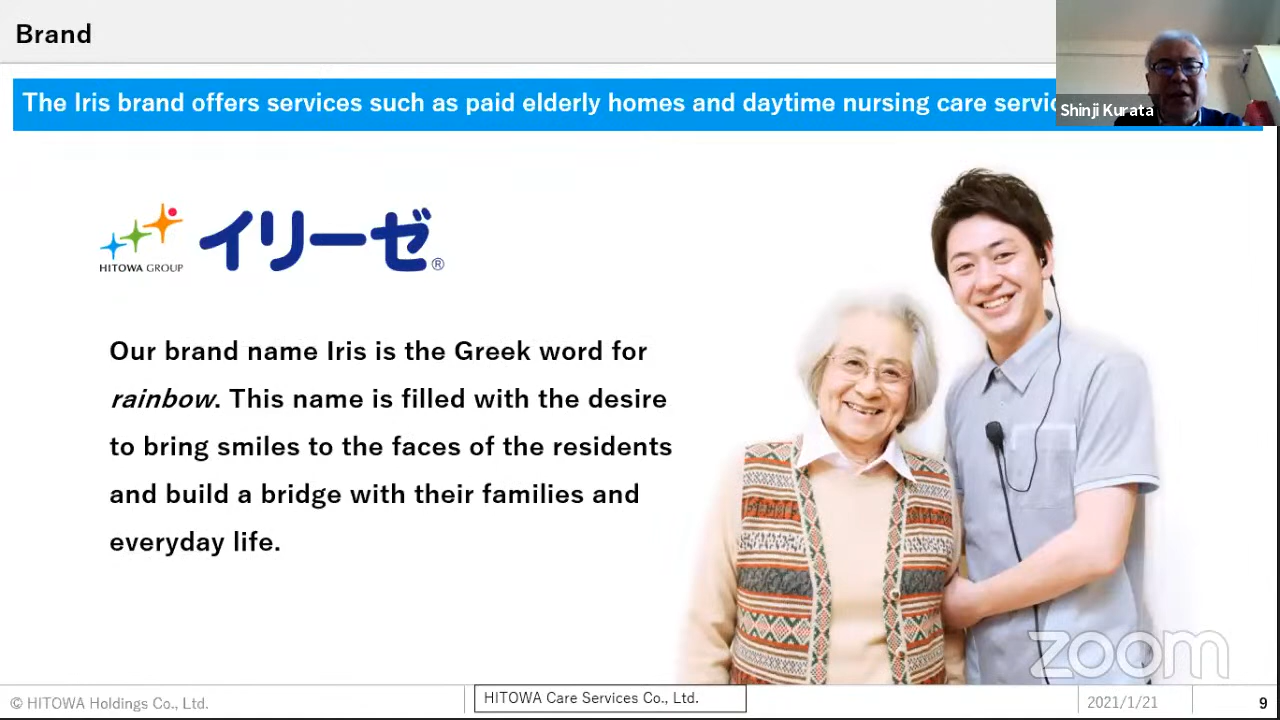 Brand
The Iris brand offers services such as paid elderly homes and daytime nursing care
Shinji Kurata
HITOWA GROUP
イリーゼ®
Our brand name Iris is the Greek word for
rainbow. This name is filled with the desire
to bring smiles to the faces of the residents
and build a bridge with their families and
everyday life.
zoom
© HITOWA Holdings Co., Ltd.
HITOWA Care Services Co., Ltd.
2021/1/21
9